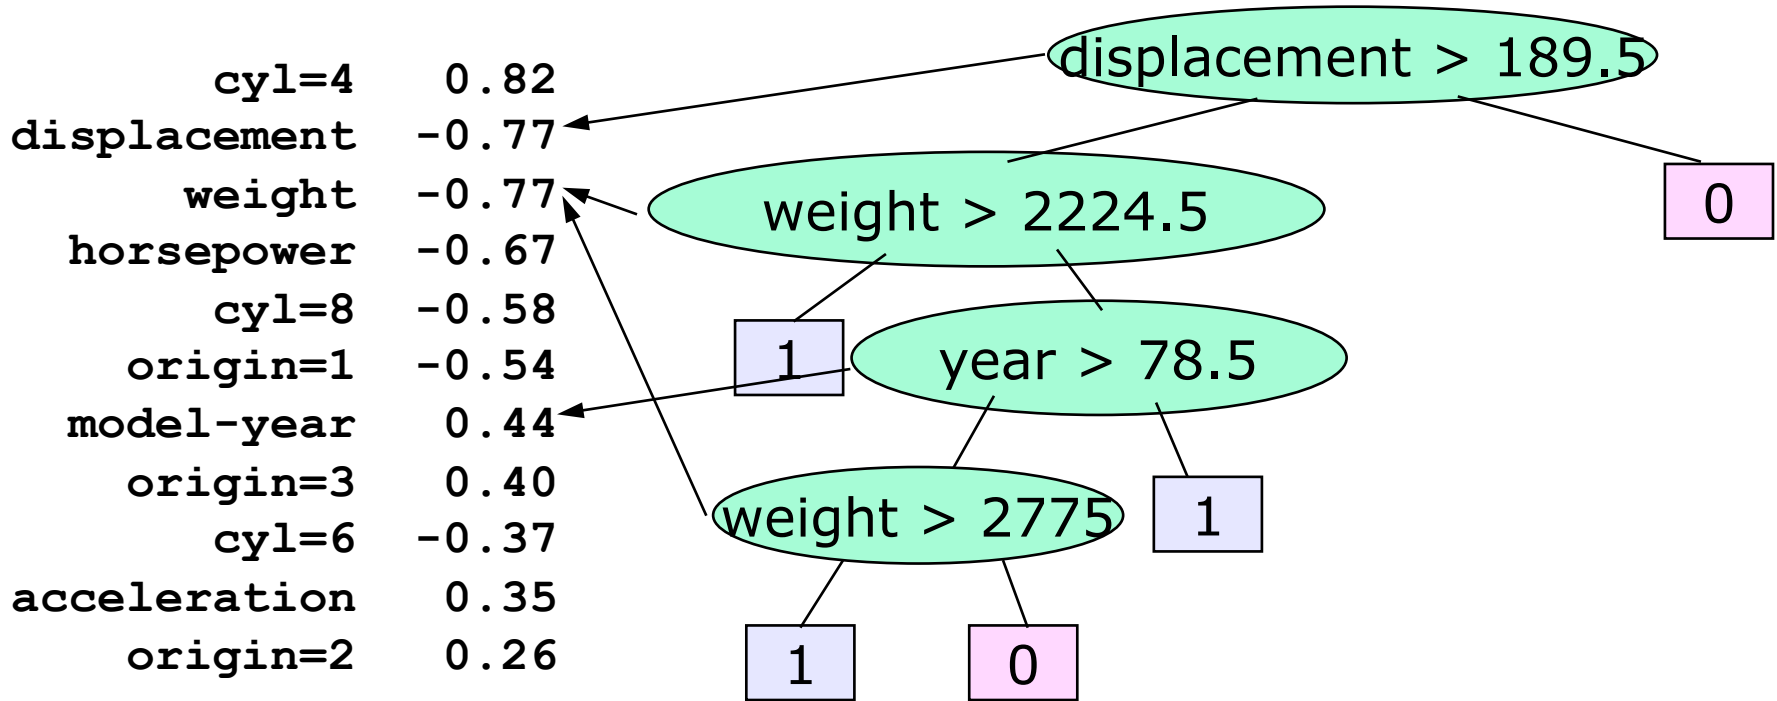 cyl=4 0.82
displacement -0.77
weight -0.77
horsepower -0.67
cyl=8 -0.58
origin=1 -0.54
model-year 0.44
origin=3 0.40
cyl=6 -0.37
acceleration 0.35
origin=2 0.26
displacement > 189.5
weight > 2224.5
0
1
year > 78.5
weight > 2775
1
1
0